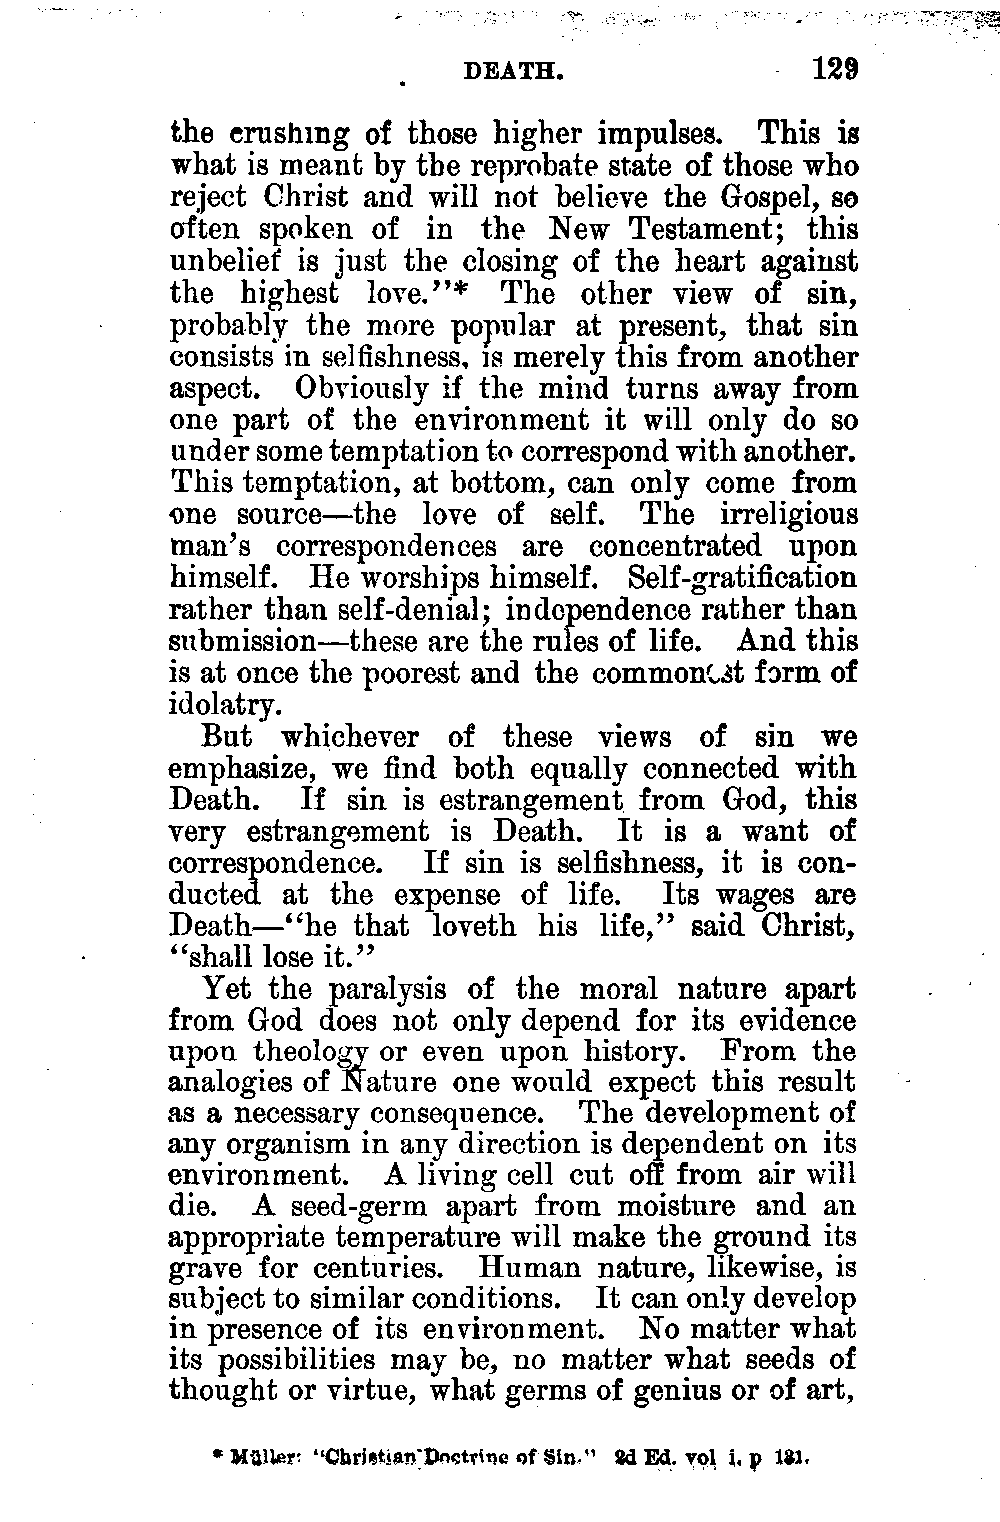 DEATH. 129
the crushing of those higher impulses. This is
what is meant by the reprobate state of those who
reject Christ and will not believe the Gospel, so
often spoken of in the New Testament; this
unbelief is just the closing of the heart against
the highest love."* The other view of sin,
probably the more popular at present, that sin
consists in selfishness, is merely this from another
aspect. Obviously if the mind turns away from
one part of the environment it will only do so
under some temptation to correspond with another.
This temptation, at bottom, can only come from
one source—the love of self. The irreligious
man's correspondences are concentrated upon
himself. He worships himself. Self-gratification
rather than self-denial; independence rather than
submission—these are the rules of life. And this
is at once the poorest and the commonest form of
idolatry.
But whichever of these views of sin we
emphasize, we find both equally connected with
Death. If sin is estrangement from God, this
very estrangement is Death. It is a want of
correspondence. If sin is selfishness, it is con-
ducted at the expense of life. Its wages are
Death—"he that loveth his life," said Christ,
"shall lose it."
Yet the paralysis of the moral nature apart
from God does not only depend for its evidence
upon theology or even upon history. From the
analogies of Nature one would expect this result
as a necessary consequence. The development of
any organism in any direction is dependent on its
environment. A living cell cut off from air will
die. A seed-germ apart from moisture and an
appropriate temperature will make the ground its
grave for centuries. Human nature, likewise, is
subject to similar conditions. It can only develop
in presence of its environment. No matter what
its possibilities may be, no matter what seeds of
thought or virtue, what germs of genius or of art,
* Müller: "Christian Doctrine of Sin." 2d Ed. vol i. p 131.